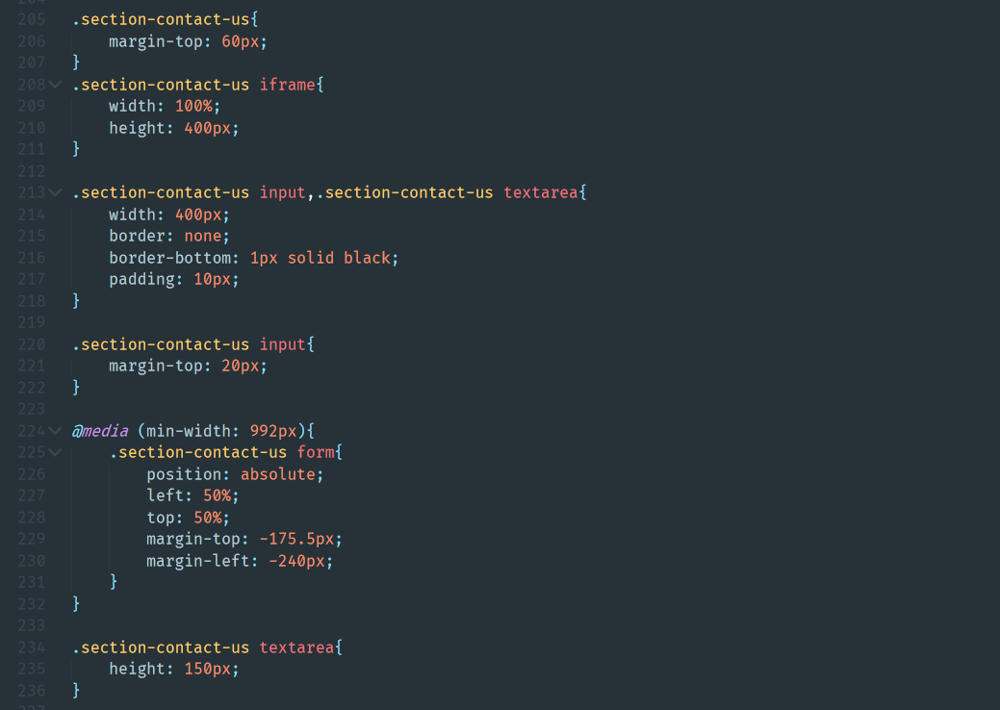 204
205 .section-contact-us{
206 margin-top: 60px;
207 }
208 .section-contact-us iframe{
209 width: 100%;
210 height: 400px;
211 }
212
213 .section-contact-us input,.section-contact-us textarea{
214 width: 400px;
215 border: none;
216 border-bottom: 1px solid black;
217 padding: 10px;
218 }
219
220 .section-contact-us input{
221 margin-top: 20px;
222 }
223
224 @media (min-width: 992px){
225 .section-contact-us form{
226 position: absolute;
227 left: 50%;
228 top: 50%;
229 margin-top: -175.5px;
230 margin-left: -240px;
231 }
232 }
233
234 .section-contact-us textarea{
235 height: 150px;
236 }
237